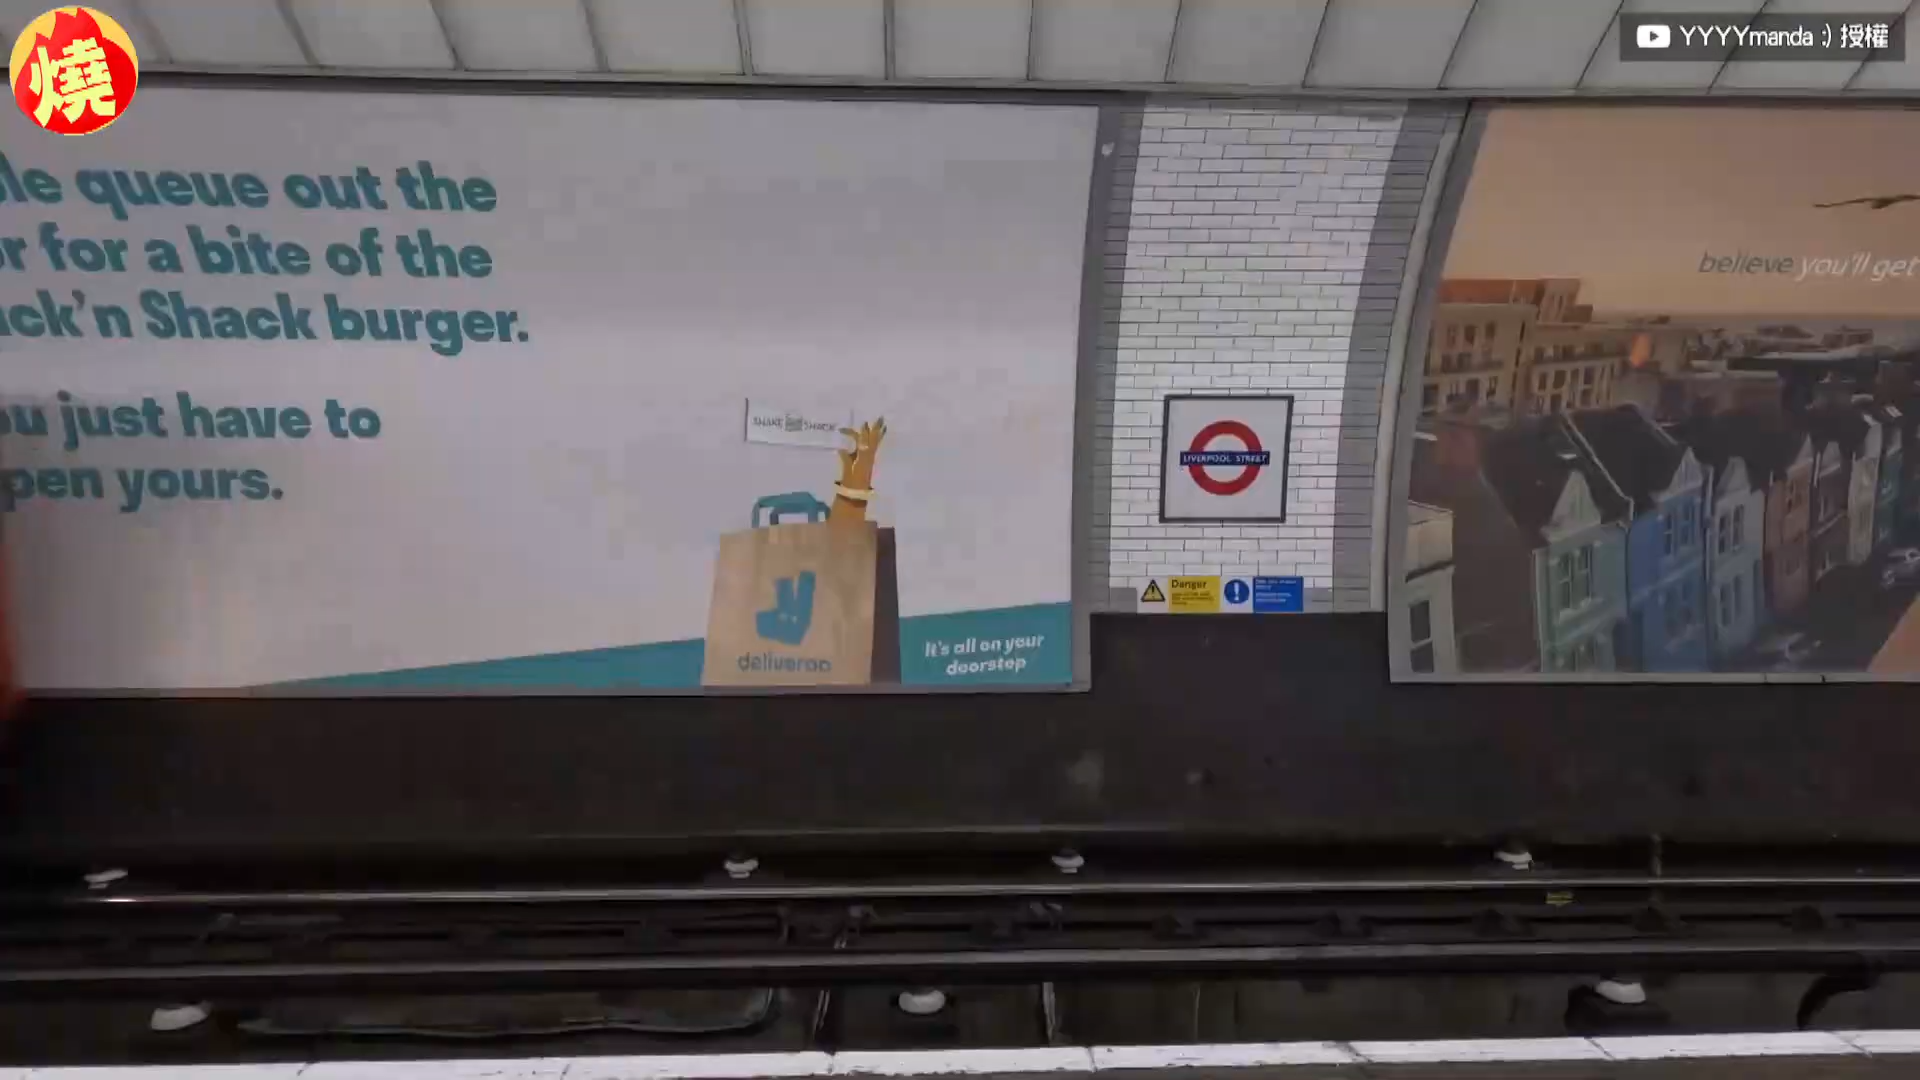 燒
YYYYmanda :) 授權
le queue out the
r for a bite of the
ck'n Shack burger.
u just have to
pen yours.
SHAKE SHACK
deliveroo
It's all on your
doorstep
LIVERPOOL STREET
Danger
believe you'll get